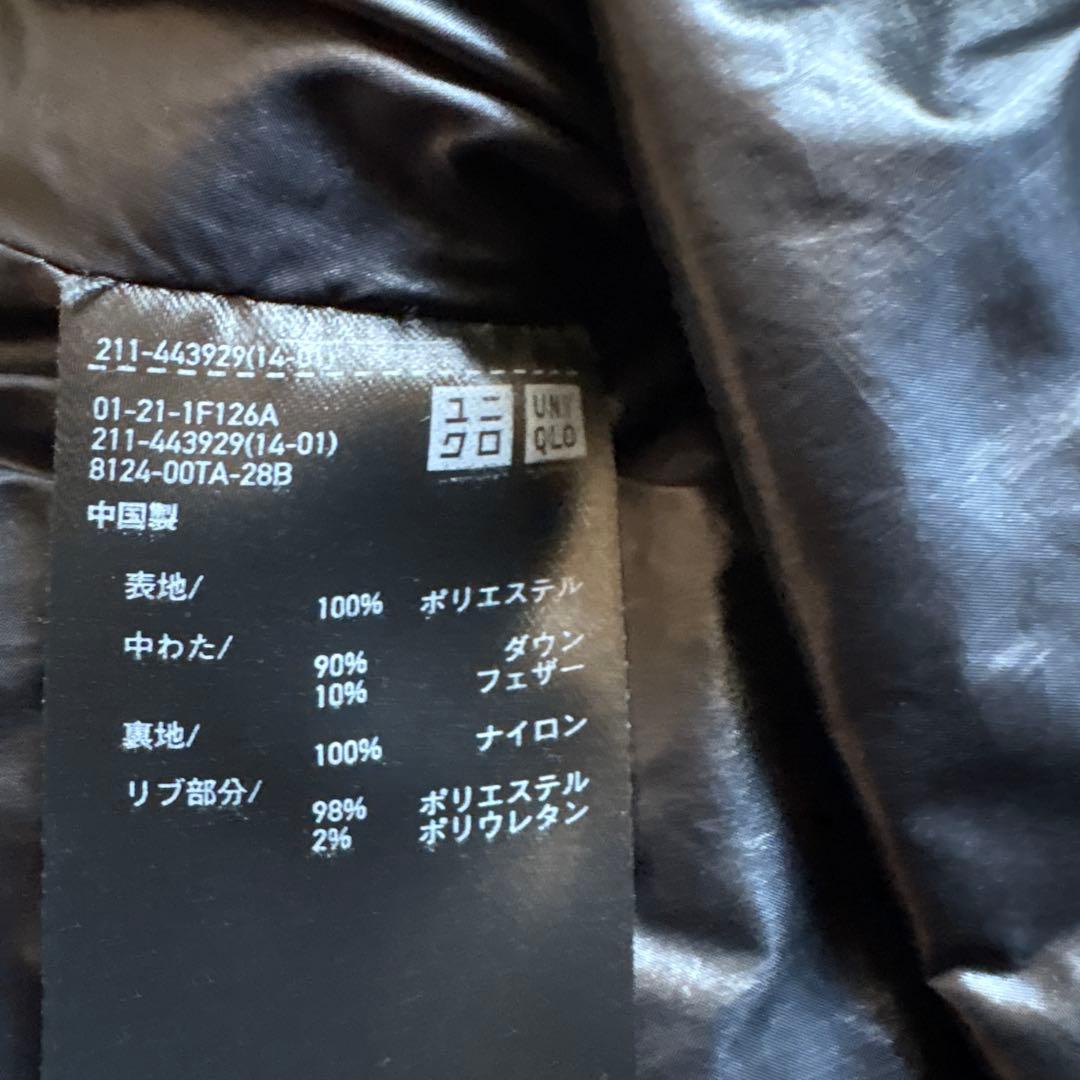 211-443929(14-01)
01-21-1F126A
211-443929(14-01)
8124-00TA-28B
中国製
ユニ
クロ
UNI
QLO
表地/
100% ポリエステル
中わた/
90% ダウン
10% フェザー
裏地/
100% ナイロン
リブ部分/
98% ポリエステル
2% ポリウレタン